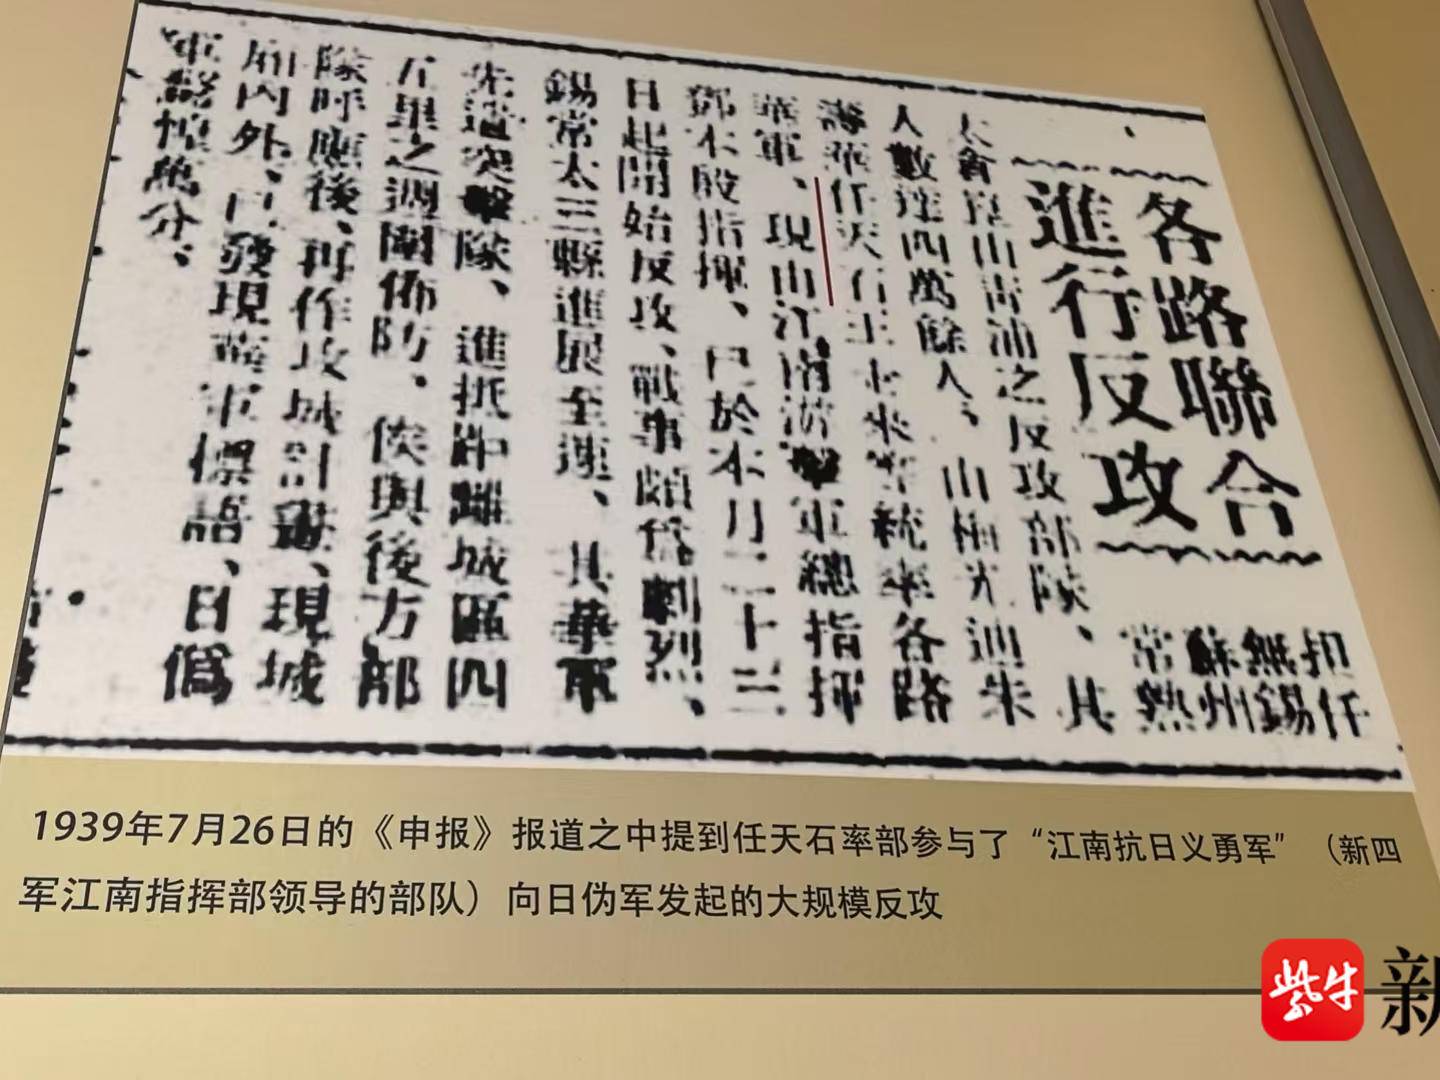 各路聯合
進行反攻
担任
無錫
蘇州
常熟
太倉崑山青浦之反攻部隊、其
人數達四萬餘人、由梅光迪朱
壽華任天石王 來 統率各路
華軍、現由江南游擊軍總指揮
鄧本殷指揮、已於本月二十三
日起開始反攻、戰事頗爲劇烈、
錫常太三縣進展至速、其華軍
先遣突擊隊、進抵距離城區四
五里之週圍佈防、俟與後方部
隊呼應後、再作攻城計劃、現城
廂內外、已發現華軍標語、日僞
軍 惶萬分、
1939年7月26日的《申报》报道之中提到任天石率部参与了“江南抗日义勇军”（新四
军江南指挥部领导的部队）向日伪军发起的大规模反攻
紫牛新